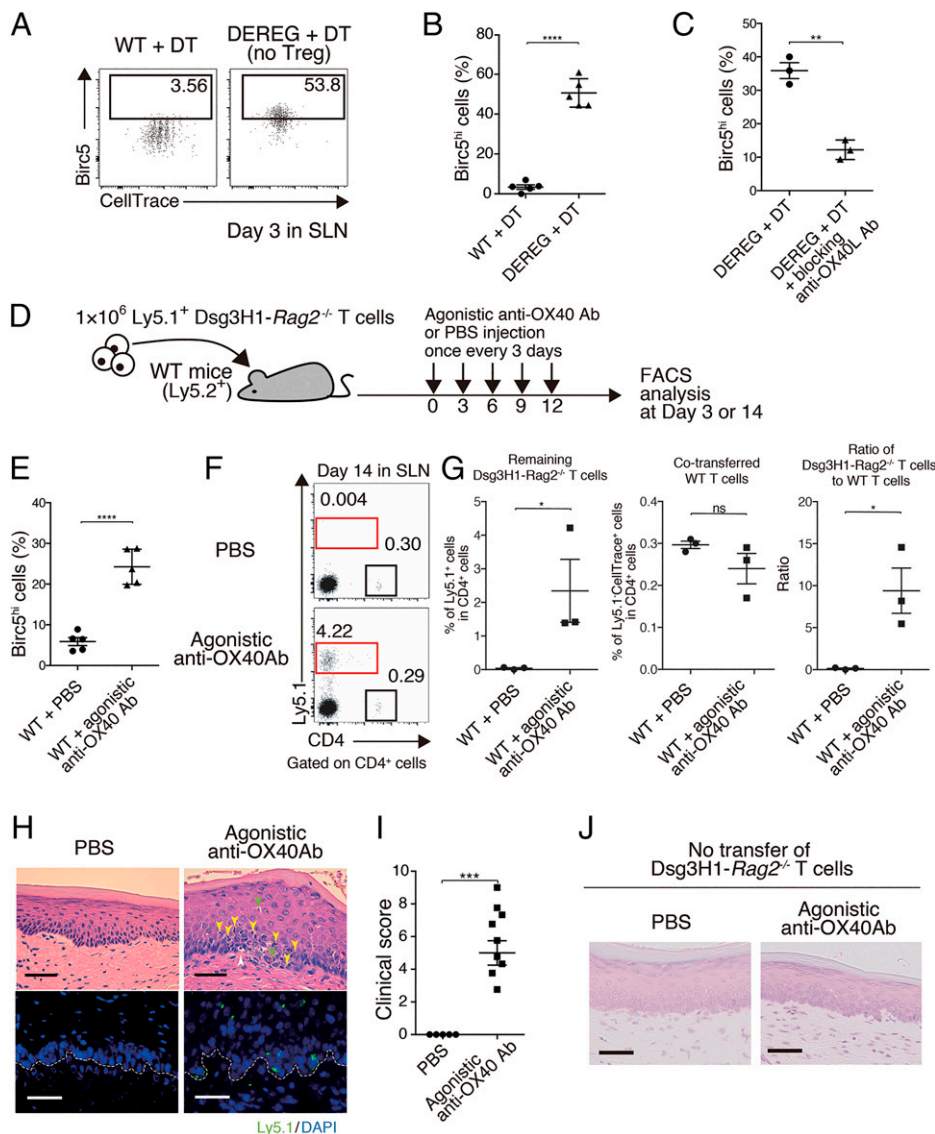 A
WT + DT
DEREG + DT
(no Treg)
3.56
53.8
Birc5
CellTrace
Day 3 in SLN
B
Birc5hi cells (%)
80
60
40
20
0
****
WT + DT
DEREG + DT
C
Birc5hi cells (%)
50
40
30
20
10
0
**
DEREG + DT
DEREG + DT
+ blocking
anti-OX40L Ab
D
1×10⁶ Ly5.1⁺ Dsg3H1-Rag2⁻/⁻ T cells
WT mice
(Ly5.2⁺)
Agonistic anti-OX40 Ab
or PBS injection
once every 3 days
0 3 6 9 12
FACS
analysis
at Day 3 or 14
E
Birc5hi cells (%)
40
30
20
10
0
****
WT + PBS
WT + agonistic
anti-OX40 Ab
F
Day 14 in SLN
PBS
0.004
0.30
Agonistic
anti-OX40Ab
4.22
0.29
Ly5.1
CD4
Gated on CD4⁺ cells
G
Remaining
Dsg3H1-Rag2⁻/⁻ T cells
% of Ly5.1⁺ cells
in CD4⁺ cells
5
4
3
2
1
0
*
WT + PBS
WT + agonistic
anti-OX40 Ab
Co-transferred
WT T cells
% of Ly5.1⁻CellTrace⁺ cells
in CD4⁺ cells
0.4
0.3
0.2
0.1
0.0
ns
WT + PBS
WT + agonistic
anti-OX40 Ab
Ratio of
Dsg3H1-Rag2⁻/⁻ T cells
to WT T cells
Ratio
20
15
10
5
0
*
WT + PBS
WT + agonistic
anti-OX40 Ab
H
PBS
Agonistic
anti-OX40Ab
Ly5.1/DAPI
I
Clinical score
10
8
6
4
2
0
***
PBS
Agonistic
anti-OX40 Ab
J
No transfer of
Dsg3H1-Rag2⁻/⁻ T cells
PBS
Agonistic
anti-OX40Ab